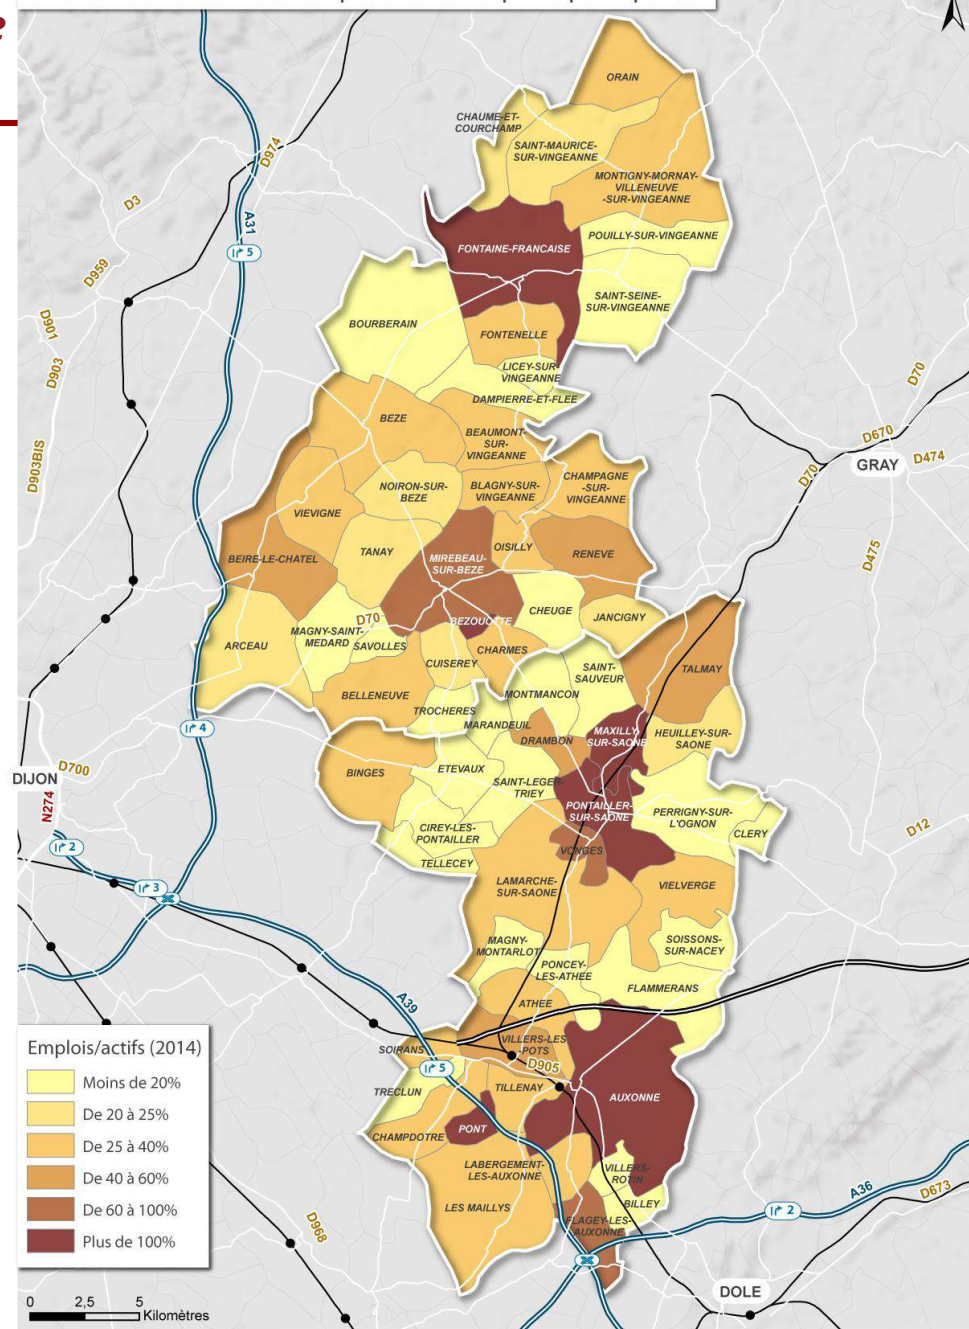 ORAIN
CHAUME-ET-
COURCHAMP
SAINT-MAURICE-
SUR-VINGEANNE
MONTIGNY-MORNAY-
VILLENEUVE
-SUR-VINGEANNE
D974
D3
A31
5
FONTAINE-FRANCAISE
POUILLY-SUR-VINGEANNE
D959
SAINT-SEINE-
SUR-VINGEANNE
D901
BOURBERAIN
FONTENELLE
D903
LICEY-SUR-
VINGEANNE
D70
DAMPIERRE-ET-FLEE
BEZE
BEAUMONT-
SUR-
VINGEANNE
D670
D903BIS
GRAY
D474
D70
NOIRON-SUR-
BEZE
BLAGNY-SUR-
VINGEANNE
CHAMPAGNE
-SUR-
VINGEANNE
VIEVIGNE
TANAY
OISILLY
RENEVE
D475
BEIRE-LE-CHATEL
MIREBEAU-
SUR-BEZE
D70
BEZOUOTTE
CHEUGE
JANCIGNY
ARCEAU
MAGNY-SAINT-
MEDARD
SAVOLLES
CUISEREY
CHARMES
SAINT-
SAUVEUR
TALMAY
BELLENEUVE
TROCHERES
MONTMANCON
MARANDEUIL
DRAMBON
MAXILLY-
SUR-SAONE
HEUILLEY-SUR-
SAONE
4
DIJON
D700
N274
BINGES
ETEVAUX
SAINT-LEGER-
TRIEY
PONTAILLER-
SUR-SAONE
PERRIGNY-SUR-
L'OGNON
CLERY
D12
CIREY-LES-
PONTAILLER
TELLECEY
VONGES
2
3
LAMARCHE-
SUR-SAONE
VIELVERGE
MAGNY-
MONTARLOT
PONCEY-
LES-ATHEE
SOISSONS-
SUR-NACEY
FLAMMERANS
A39
ATHEE
SOIRANS
VILLERS-LES
-POTS
5
D905
TRECLUN
TILLENAY
AUXONNE
PONT
CHAMPDOTRE
LABERGEMENT-
LES-AUXONNE
VILLERS-
ROTIN
BILLEY
LES MAILLYS
FLAGEY-LES-
AUXONNE
A36
D673
2
D968
DOLE
Emplois/actifs (2014)
Moins de 20%
De 20 à 25%
De 25 à 40%
De 40 à 60%
De 60 à 100%
Plus de 100%
0 2,5 5
Kilomètres